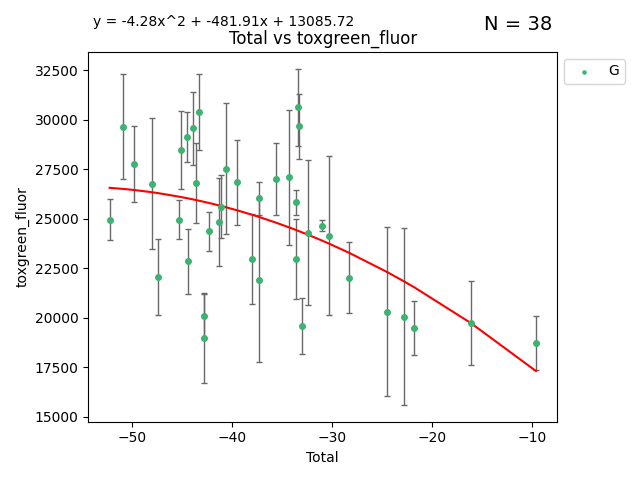 y = -4.28x^2 + -481.91x + 13085.72
N = 38
Total vs toxgreen_fluor
G
32500
30000
27500
25000
22500
20000
17500
15000
toxgreen_fluor
−50
−40
−30
−20
−10
Total